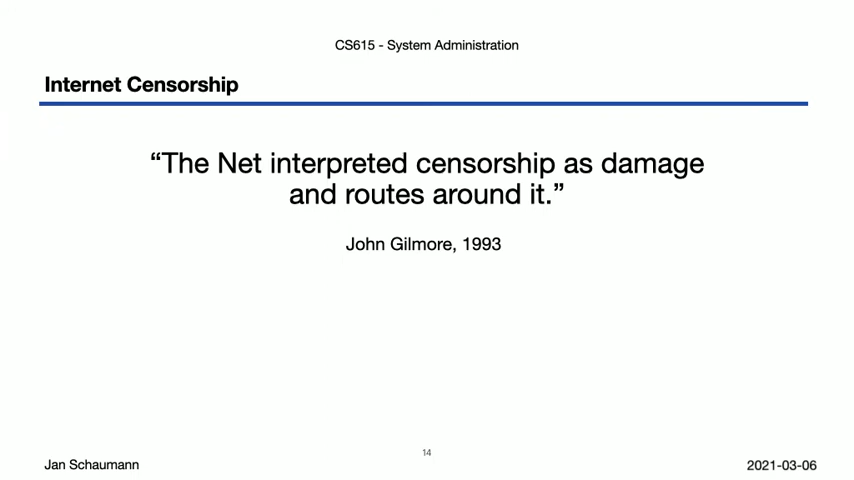 CS615 - System Administration
Internet Censorship
“The Net interpreted censorship as damage
and routes around it.”
John Gilmore, 1993
14
Jan Schaumann
2021-03-06